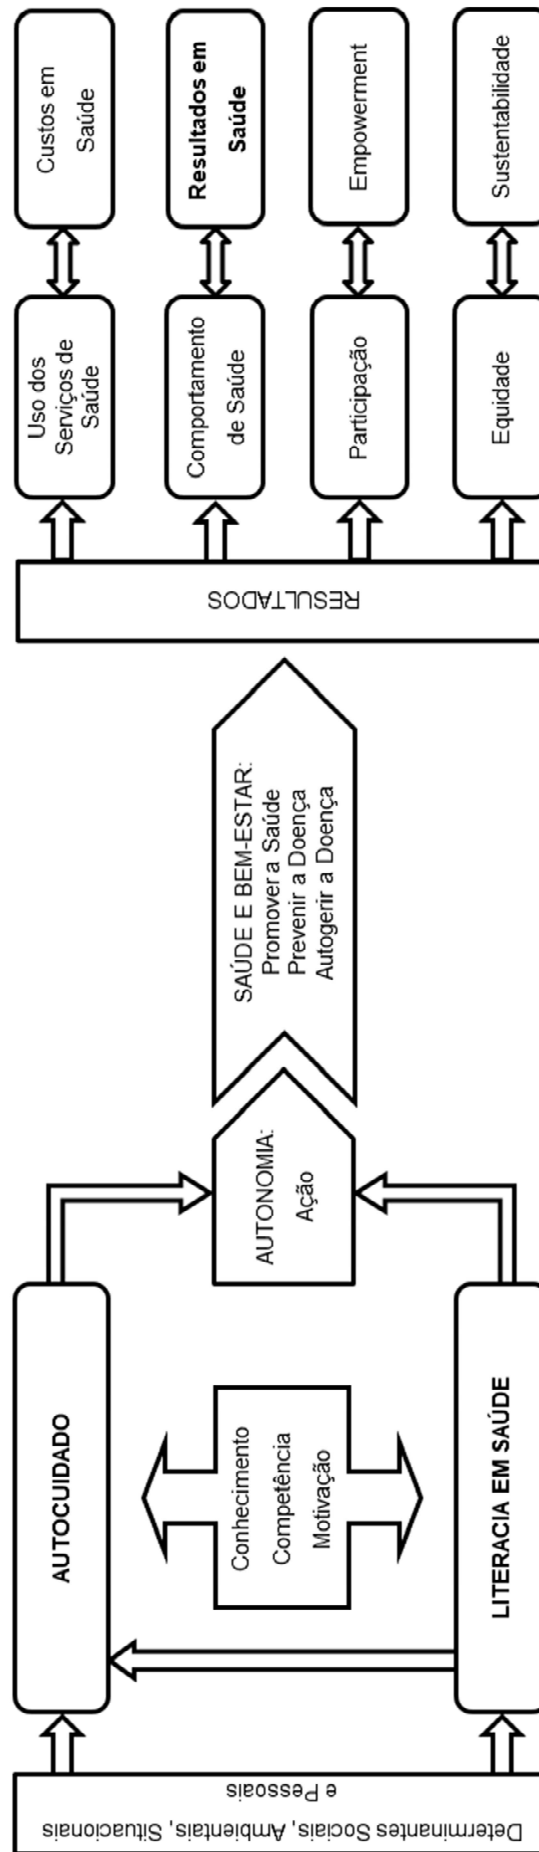 Determinantes Sociais, Ambientais, Situacionais
e Pessoais
AUTOCUIDADO
Conhecimento
Competência
Motivação
LITERACIA EM SAÚDE
AUTONOMIA:
Ação
SAÚDE E BEM-ESTAR:
Promover a Saúde
Prevenir a Doença
Autogerir a Doença
RESULTADOS
Uso dos
Serviços de
Saúde
Custos em
Saúde
Comportamento
de Saúde
Resultados em
Saúde
Participação
Empowerment
Equidade
Sustentabilidade